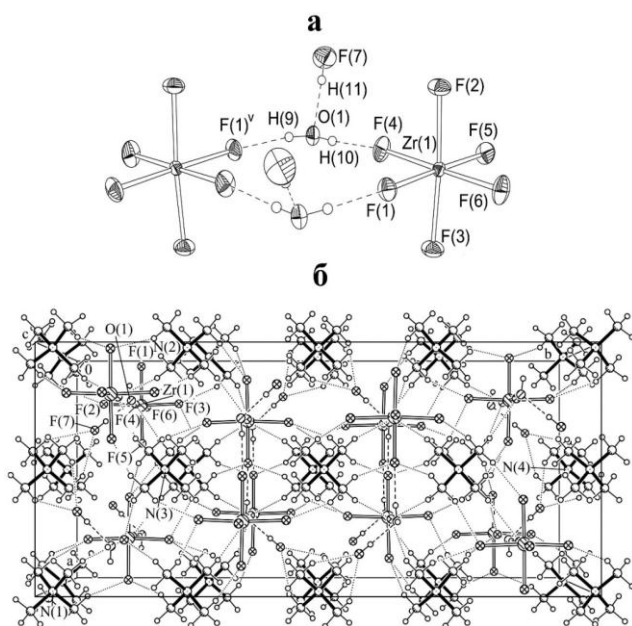 а
F(7)
H(11)
F(2)
H(9)
O(1)
F(1)ᵛ
F(4)
Zr(1)
F(5)
H(10)
F(1)
F(6)
F(3)
б
c
O(1)
N(2)
0
F(1)
b
Zr(1)
F(2)
F(4)
F(6)
F(3)
F(7)
F(5)
N(4)
N(3)
a
N(1)